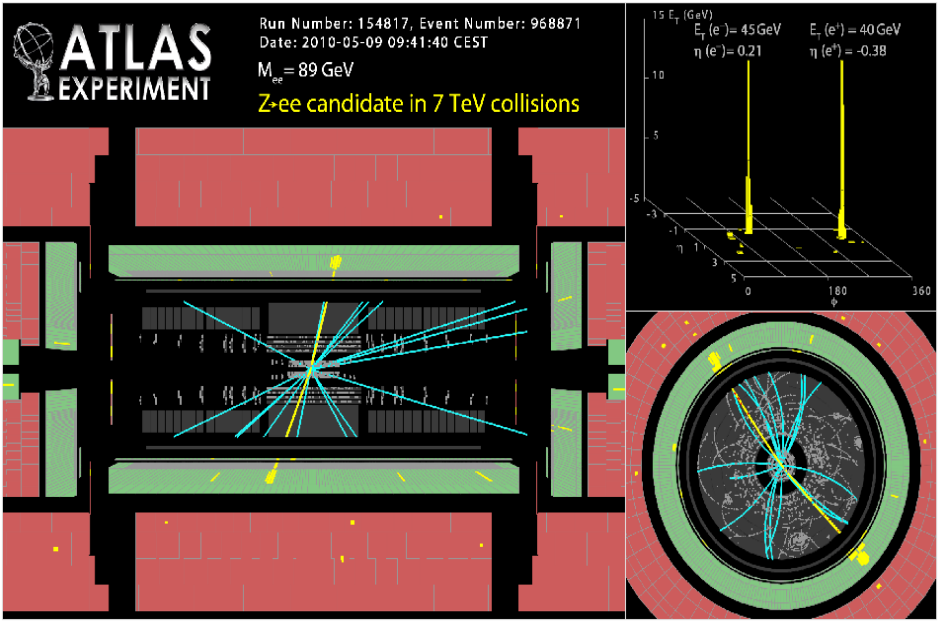 ATLAS
EXPERIMENT
Run Number: 154817, Event Number: 968871
Date: 2010-05-09 09:41:40 CEST
M_ee = 89 GeV
Z→ee candidate in 7 TeV collisions
15 E_T (GeV)
E_T (e⁻) = 45 GeV
η (e⁻) = 0.21
E_T (e⁺) = 40 GeV
η (e⁺) = -0.38
10
5
-5
-3
-1
η 1
3
5
0 180 360
ϕ